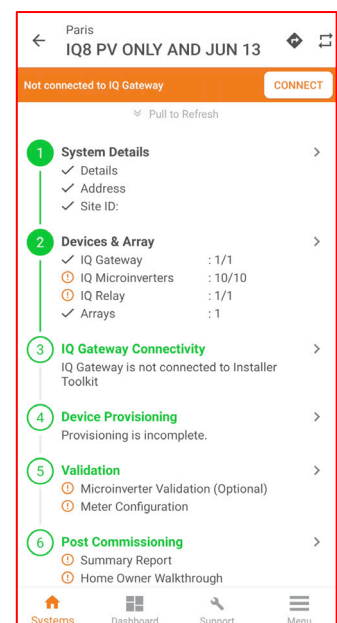 Paris
IQ8 PV ONLY AND JUN 13
Not connected to IQ Gateway
CONNECT
Pull to Refresh
1 System Details
Details
Address
Site ID:
2 Devices & Array
IQ Gateway : 1/1
IQ Microinverters : 10/10
IQ Relay : 1/1
Arrays : 1
3 IQ Gateway Connectivity
IQ Gateway is not connected to Installer
Toolkit
4 Device Provisioning
Provisioning is incomplete.
5 Validation
Microinverter Validation (Optional)
Meter Configuration
6 Post Commissioning
Summary Report
Home Owner Walkthrough
Systems Dashboard Support Menu